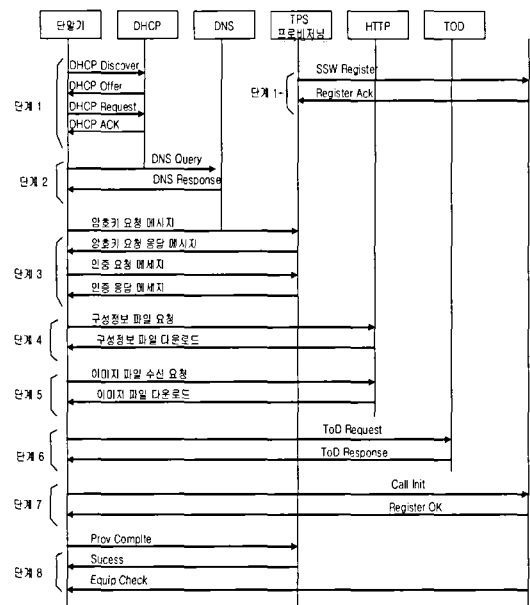 단말기
DHCP
DNS
TPS
프로비저닝
HTTP
TOD
DHCP Discover
DHCP Offer
DHCP Request
DHCP ACK
단계 1
SSW Register
Register Ack
단계 1-1
DNS Query
DNS Response
단계 2
암호키 요청 메시지
암호키 요청 응답 메시지
인증 요청 메세지
인증 응답 메세지
단계 3
구성정보 파일 요청
구성정보 파일 다운로드
단계 4
이미지 파일 수신 요청
이미지 파일 다운로드
단계 5
ToD Request
ToD Response
단계 6
Call Init
Register OK
단계 7
Prov Complte
Sucess
Equip Check
단계 8